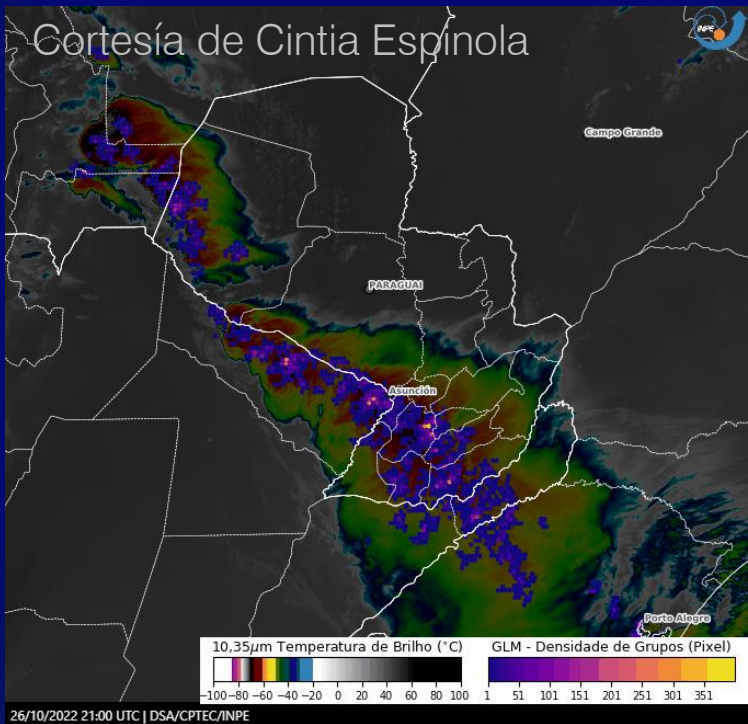 Cortesía de Cintia Espinola
INPE
Campo Grande
PARAGUAI
Asunción
Porto Alegre
10,35µm Temperatura de Brilho (°C)
−100 −80 −60 −40 −20 0 20 40 60 80 100
GLM - Densidade de Grupos (Pixel)
1 51 101 151 201 251 301 351
26/10/2022 21:00 UTC | DSA/CPTEC/INPE